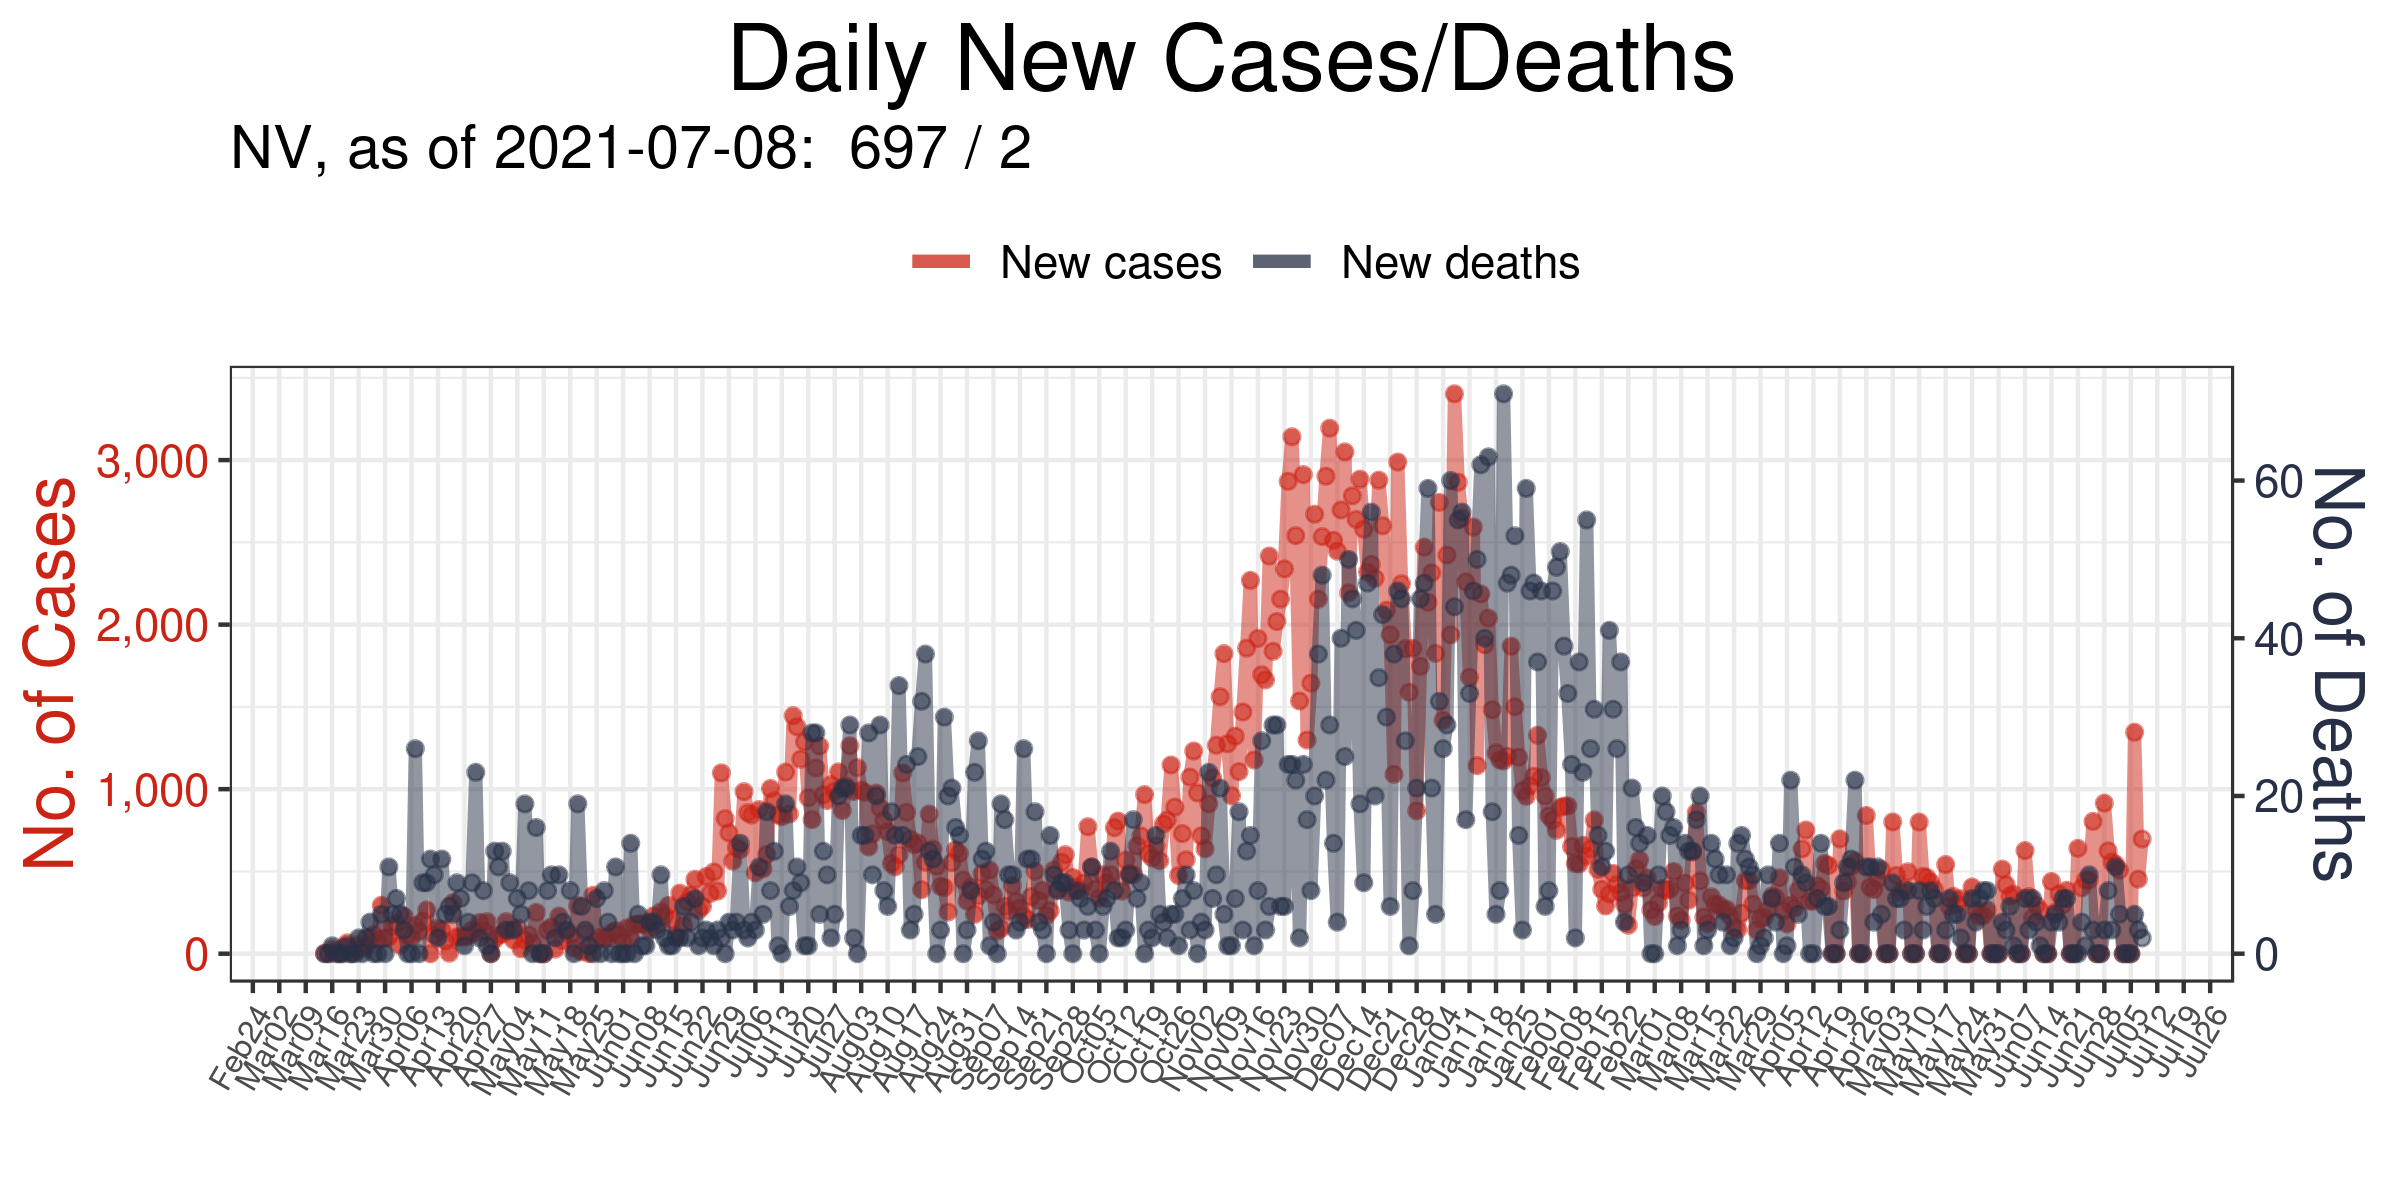 Daily New Cases/Deaths
NV, as of 2021-07-08:  697 / 2
New cases
New deaths
No. of Cases
3,000
2,000
1,000
0
60
40
20
0
No. of Deaths
Feb24
Mar02
Mar09
Mar16
Mar23
Mar30
Apr06
Apr13
Apr20
Apr27
May04
May11
May18
May25
Jun01
Jun08
Jun15
Jun22
Jun29
Jul06
Jul13
Jul20
Jul27
Aug03
Aug10
Aug17
Aug24
Aug31
Sep07
Sep14
Sep21
Sep28
Oct05
Oct12
Oct19
Oct26
Nov02
Nov09
Nov16
Nov23
Nov30
Dec07
Dec14
Dec21
Dec28
Jan04
Jan11
Jan18
Jan25
Feb01
Feb08
Feb15
Feb22
Mar01
Mar08
Mar15
Mar22
Mar29
Apr05
Apr12
Apr19
Apr26
May03
May10
May17
May24
May31
Jun07
Jun14
Jun21
Jun28
Jul05
Jul12
Jul19
Jul26